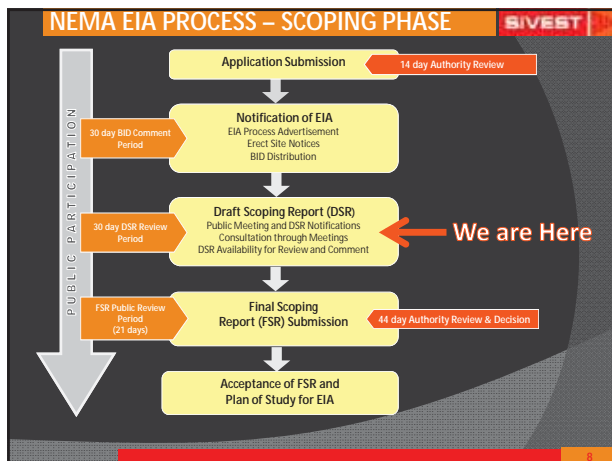 NEMA EIA PROCESS – SCOPING PHASE
SIVEST
PUBLIC PARTICIPATION
Application Submission
14 day Authority Review
Notification of EIA
EIA Process Advertisement
Erect Site Notices
BID Distribution
30 day BID Comment
Period
Draft Scoping Report (DSR)
Public Meeting and DSR Notifications
Consultation through Meetings
DSR Availability for Review and Comment
30 day DSR Review
Period
We are Here
Final Scoping
Report (FSR) Submission
FSR Public Review
Period
(21 days)
44 day Authority Review & Decision
Acceptance of FSR and
Plan of Study for EIA
8